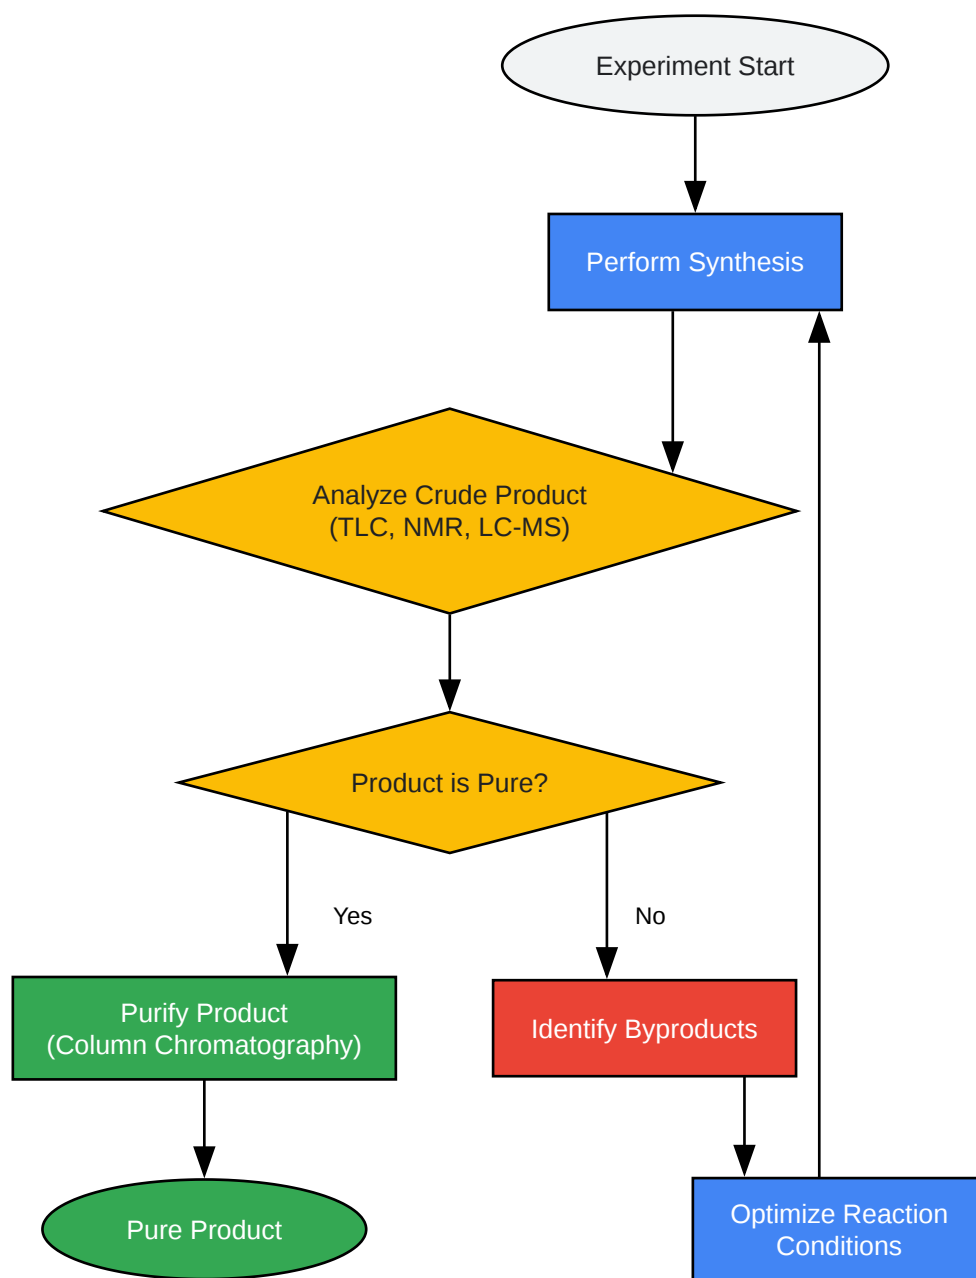 Experiment Start
Perform Synthesis
Analyze Crude Product
(TLC, NMR, LC-MS)
Product is Pure?
Yes
No
Purify Product
(Column Chromatography)
Identify Byproducts
Pure Product
Optimize Reaction
Conditions